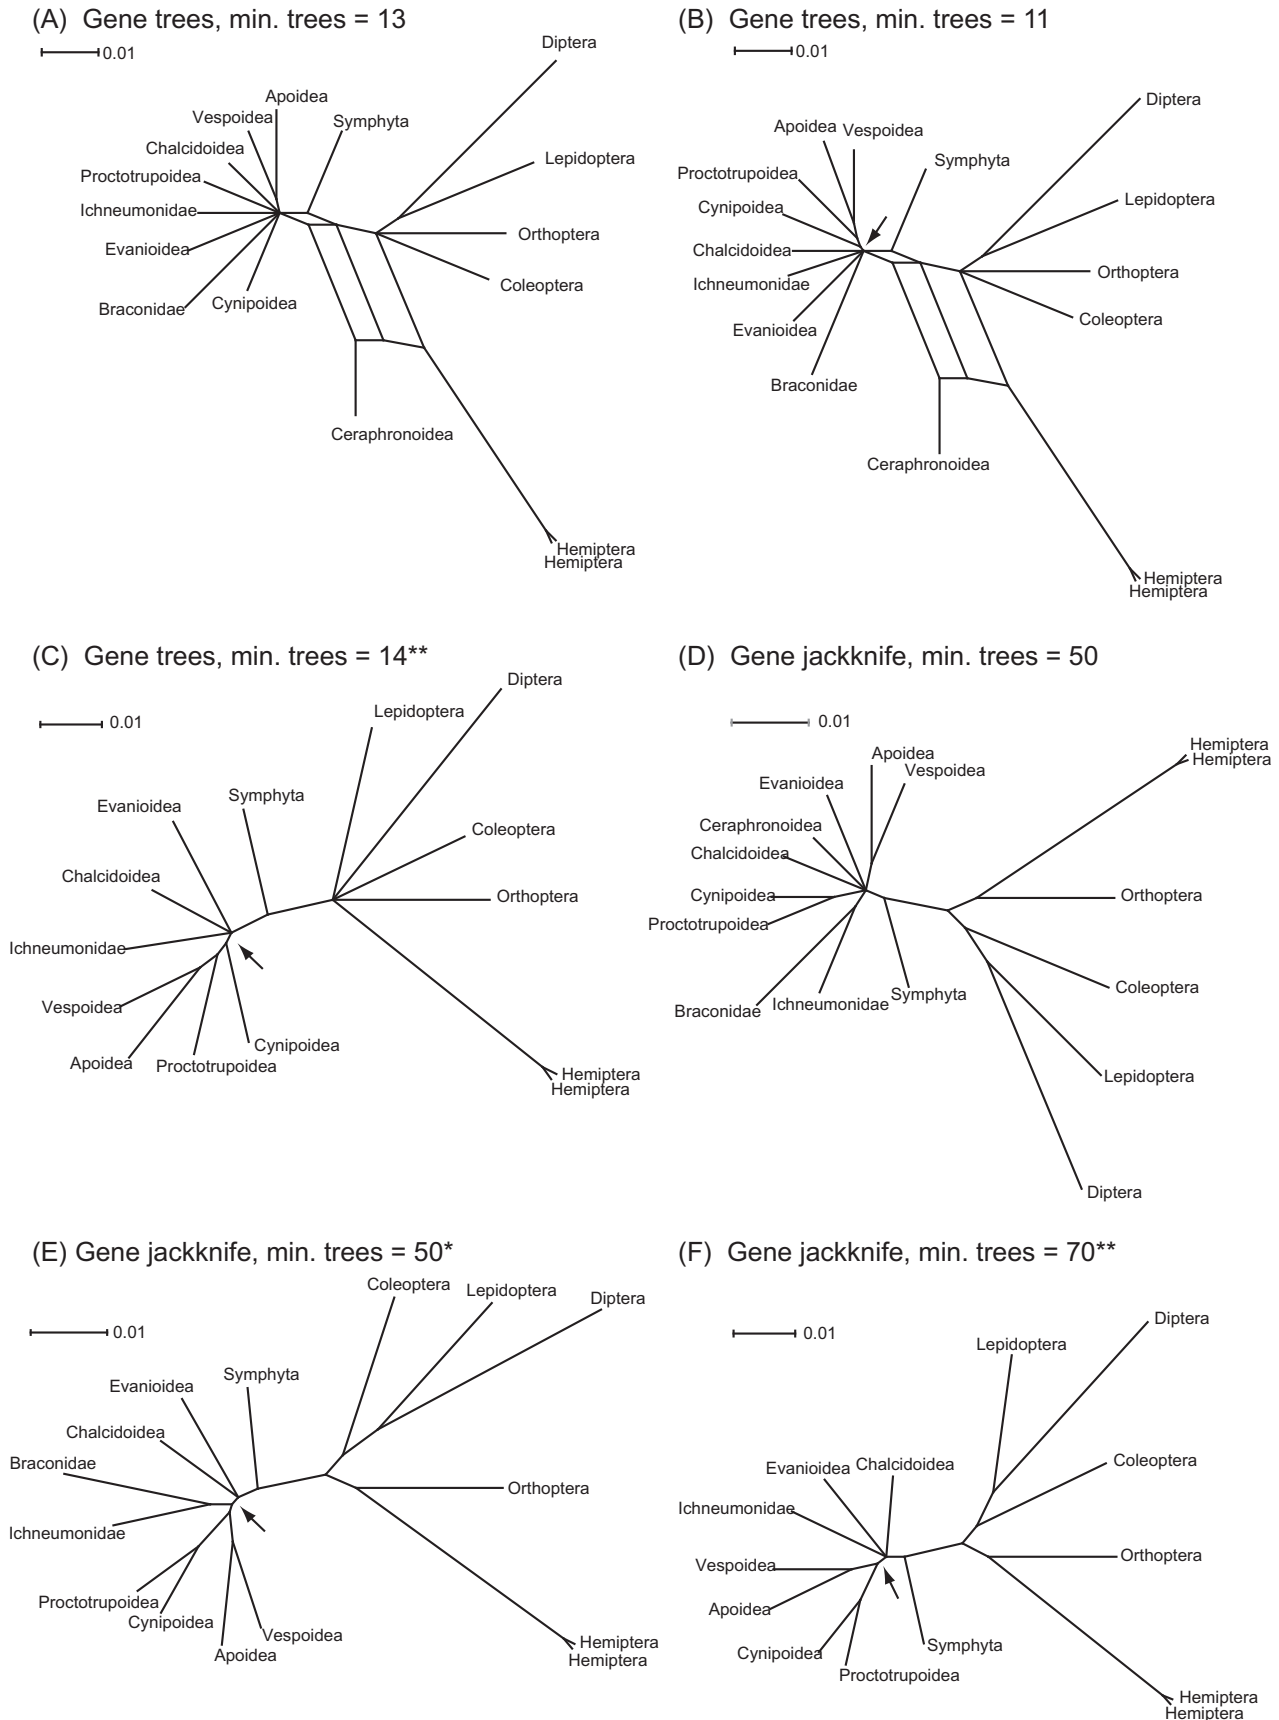 (A) Gene trees, min. trees = 13
0.01
Diptera
Apoidea
Vespoidea
Symphyta
Chalcidoidea
Lepidoptera
Proctotrupoidea
Ichneumonidae
Orthoptera
Evanioidea
Coleoptera
Braconidae
Cynipoidea
Ceraphronoidea
Hemiptera
Hemiptera
(B) Gene trees, min. trees = 11
0.01
Diptera
Apoidea
Vespoidea
Symphyta
Proctotrupoidea
Lepidoptera
Cynipoidea
Chalcidoidea
Orthoptera
Ichneumonidae
Coleoptera
Evanioidea
Braconidae
Ceraphronoidea
Hemiptera
Hemiptera
(C) Gene trees, min. trees = 14**
Diptera
Lepidoptera
0.01
Symphyta
Evanioidea
Coleoptera
Chalcidoidea
Orthoptera
Ichneumonidae
Vespoidea
Cynipoidea
Apoidea
Proctotrupoidea
Hemiptera
Hemiptera
(D) Gene jackknife, min. trees = 50
0.01
Hemiptera
Hemiptera
Apoidea
Vespoidea
Evanioidea
Ceraphronoidea
Chalcidoidea
Cynipoidea
Orthoptera
Proctotrupoidea
Coleoptera
Symphyta
Ichneumonidae
Braconidae
Lepidoptera
Diptera
(E) Gene jackknife, min. trees = 50*
Coleoptera
Lepidoptera
Diptera
0.01
Symphyta
Evanioidea
Chalcidoidea
Braconidae
Orthoptera
Ichneumonidae
Proctotrupoidea
Cynipoidea
Vespoidea
Apoidea
Hemiptera
Hemiptera
(F) Gene jackknife, min. trees = 70**
Diptera
0.01
Lepidoptera
Coleoptera
Evanioidea
Chalcidoidea
Ichneumonidae
Orthoptera
Vespoidea
Apoidea
Symphyta
Cynipoidea
Proctotrupoidea
Hemiptera
Hemiptera